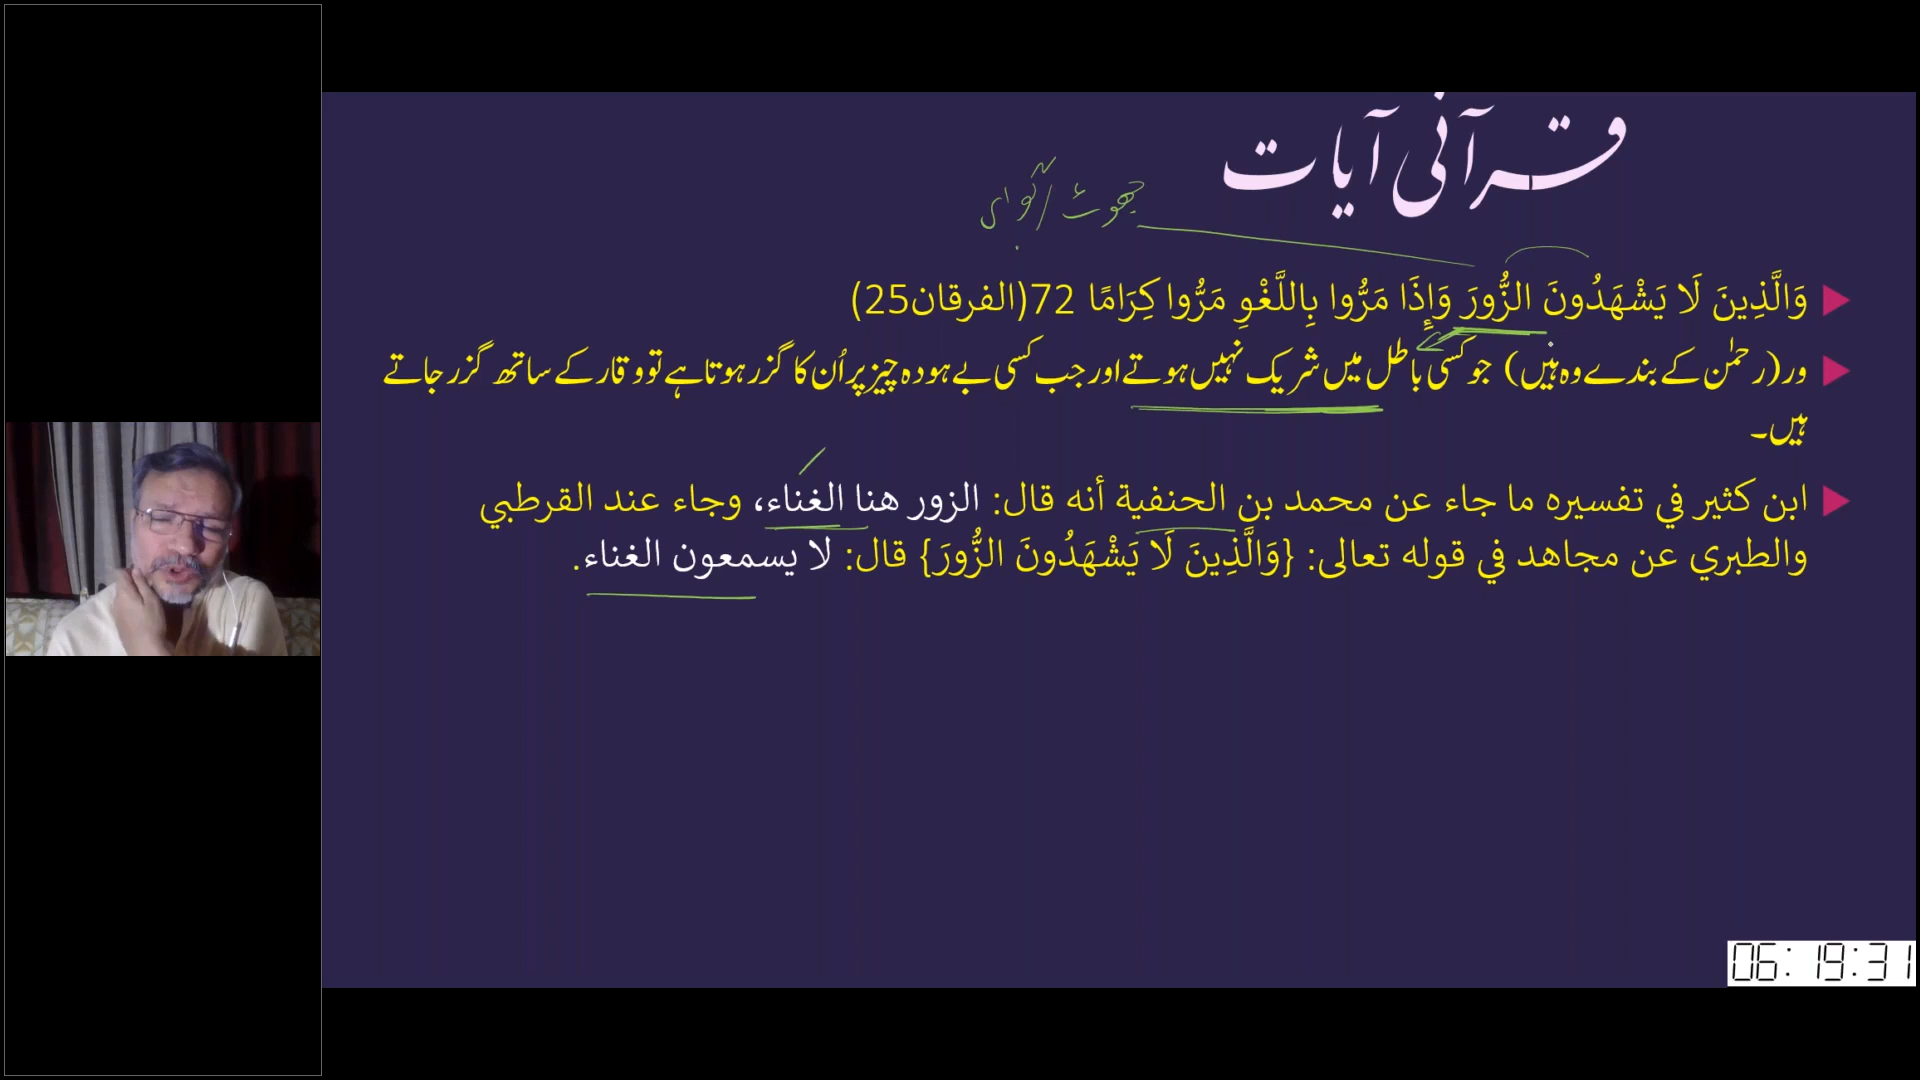 قرآنی آیات
جھوٹ / گواہی
وَالَّذِينَ لَا يَشْهَدُونَ الزُّورَ وَإِذَا مَرُّوا بِاللَّغْوِ مَرُّوا كِرَامًا 72(الفرقان25)
ور(رحمٰن کے بندے وہ ہیں) جو کسی باطل میں شریک نہیں ہوتے اور جب کسی بے ہودہ چیز پر اُن کا گزر ہوتا ہے تو وقار کے ساتھ گزر جاتے
ہیں۔
ابن كثير في تفسيره ما جاء عن محمد بن الحنفية أنه قال: الزور هنا الغناء، وجاء عند القرطبي
والطبري عن مجاهد في قوله تعالى: {وَالَّذِينَ لَا يَشْهَدُونَ الزُّورَ} قال: لا يسمعون الغناء.
06:19:31